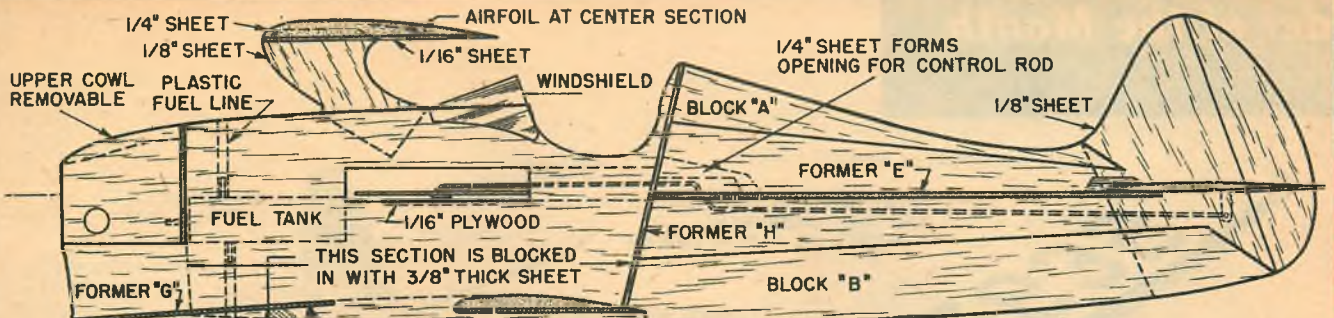 1/4" SHEET
1/8" SHEET
AIRFOIL AT CENTER SECTION
1/16" SHEET
UPPER COWL
REMOVABLE
PLASTIC
FUEL LINE
WINDSHIELD
1/4" SHEET FORMS
OPENING FOR CONTROL ROD
BLOCK "A"
1/8" SHEET
FORMER "E"
FUEL TANK
1/16" PLYWOOD
FORMER "H"
THIS SECTION IS BLOCKED
IN WITH 3/8" THICK SHEET
FORMER "G"
BLOCK "B"